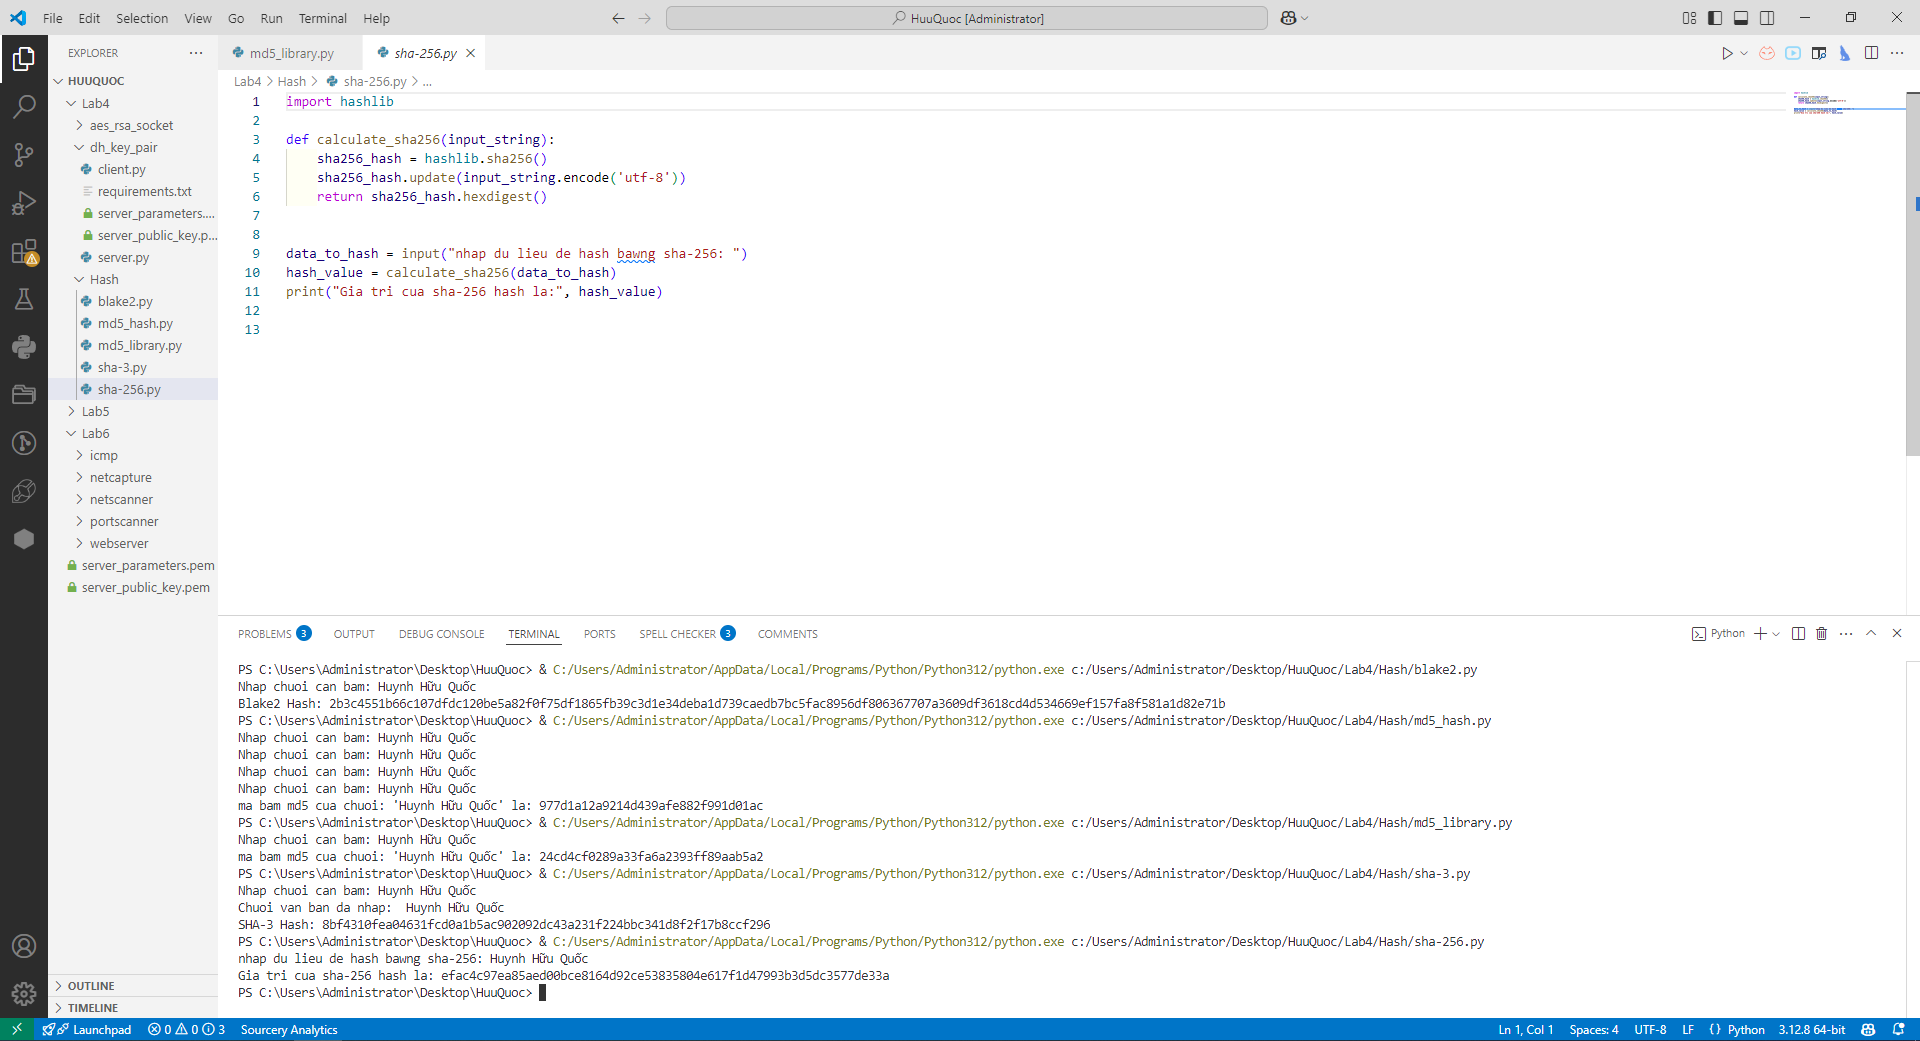 File Edit Selection View Go Run Terminal Help
HuuQuoc [Administrator]
EXPLORER
HUUQUOC
Lab4
aes_rsa_socket
dh_key_pair
client.py
requirements.txt
server_parameters....
server_public_key.p...
server.py
Hash
blake2.py
md5_hash.py
md5_library.py
sha-3.py
sha-256.py
Lab5
Lab6
icmp
netcapture
netscanner
portscanner
webserver
server_parameters.pem
server_public_key.pem
OUTLINE
TIMELINE
md5_library.py sha-256.py
Lab4 > Hash > sha-256.py > ...
1 import hashlib
2
3 def calculate_sha256(input_string):
4 sha256_hash = hashlib.sha256()
5 sha256_hash.update(input_string.encode('utf-8'))
6 return sha256_hash.hexdigest()
7
8
9 data_to_hash = input("nhap du lieu de hash bawng sha-256: ")
10 hash_value = calculate_sha256(data_to_hash)
11 print("Gia tri cua sha-256 hash la:", hash_value)
12
13
PROBLEMS 3 OUTPUT DEBUG CONSOLE TERMINAL PORTS SPELL CHECKER 3 COMMENTS
Python
PS C:\Users\Administrator\Desktop\HuuQuoc> & C:/Users/Administrator/AppData/Local/Programs/Python/Python312/python.exe c:/Users/Administrator/Desktop/HuuQuoc/Lab4/Hash/blake2.py
Nhap chuoi can bam: Huynh Hữu Quốc
Blake2 Hash: 2b3c4551b66c107dfdc120be5a82f0f75df1865fb39c3d1e34deba1d739caedb7bc5fac8956df806367707a3609df3618cd4d534669ef157fa8f581a1d82e71b
PS C:\Users\Administrator\Desktop\HuuQuoc> & C:/Users/Administrator/AppData/Local/Programs/Python/Python312/python.exe c:/Users/Administrator/Desktop/HuuQuoc/Lab4/Hash/md5_hash.py
Nhap chuoi can bam: Huynh Hữu Quốc
Nhap chuoi can bam: Huynh Hữu Quốc
Nhap chuoi can bam: Huynh Hữu Quốc
Nhap chuoi can bam: Huynh Hữu Quốc
ma bam md5 cua chuoi: 'Huynh Hữu Quốc' la: 977d1a12a9214d439afe882f991d01ac
PS C:\Users\Administrator\Desktop\HuuQuoc> & C:/Users/Administrator/AppData/Local/Programs/Python/Python312/python.exe c:/Users/Administrator/Desktop/HuuQuoc/Lab4/Hash/md5_library.py
Nhap chuoi can bam: Huynh Hữu Quốc
ma bam md5 cua chuoi: 'Huynh Hữu Quốc' la: 24cd4cf0289a33fa6a2393ff89aab5a2
PS C:\Users\Administrator\Desktop\HuuQuoc> & C:/Users/Administrator/AppData/Local/Programs/Python/Python312/python.exe c:/Users/Administrator/Desktop/HuuQuoc/Lab4/Hash/sha-3.py
Nhap chuoi can bam: Huynh Hữu Quốc
Chuoi van ban da nhap:  Huynh Hữu Quốc
SHA-3 Hash: 8bf4310fea04631fcd0a1b5ac902092dc43a231f224bbc341d8f2f17b8ccf296
PS C:\Users\Administrator\Desktop\HuuQuoc> & C:/Users/Administrator/AppData/Local/Programs/Python/Python312/python.exe c:/Users/Administrator/Desktop/HuuQuoc/Lab4/Hash/sha-256.py
nhap du lieu de hash bawng sha-256: Huynh Hữu Quốc
Gia tri cua sha-256 hash la: efac4c97ea85aed00bce8164d92ce53835804e617f1d47993b3d5dc3577de33a
PS C:\Users\Administrator\Desktop\HuuQuoc>
Launchpad 0 0 3 Sourcery Analytics Ln 1, Col 1 Spaces: 4 UTF-8 LF Python 3.12.8 64-bit